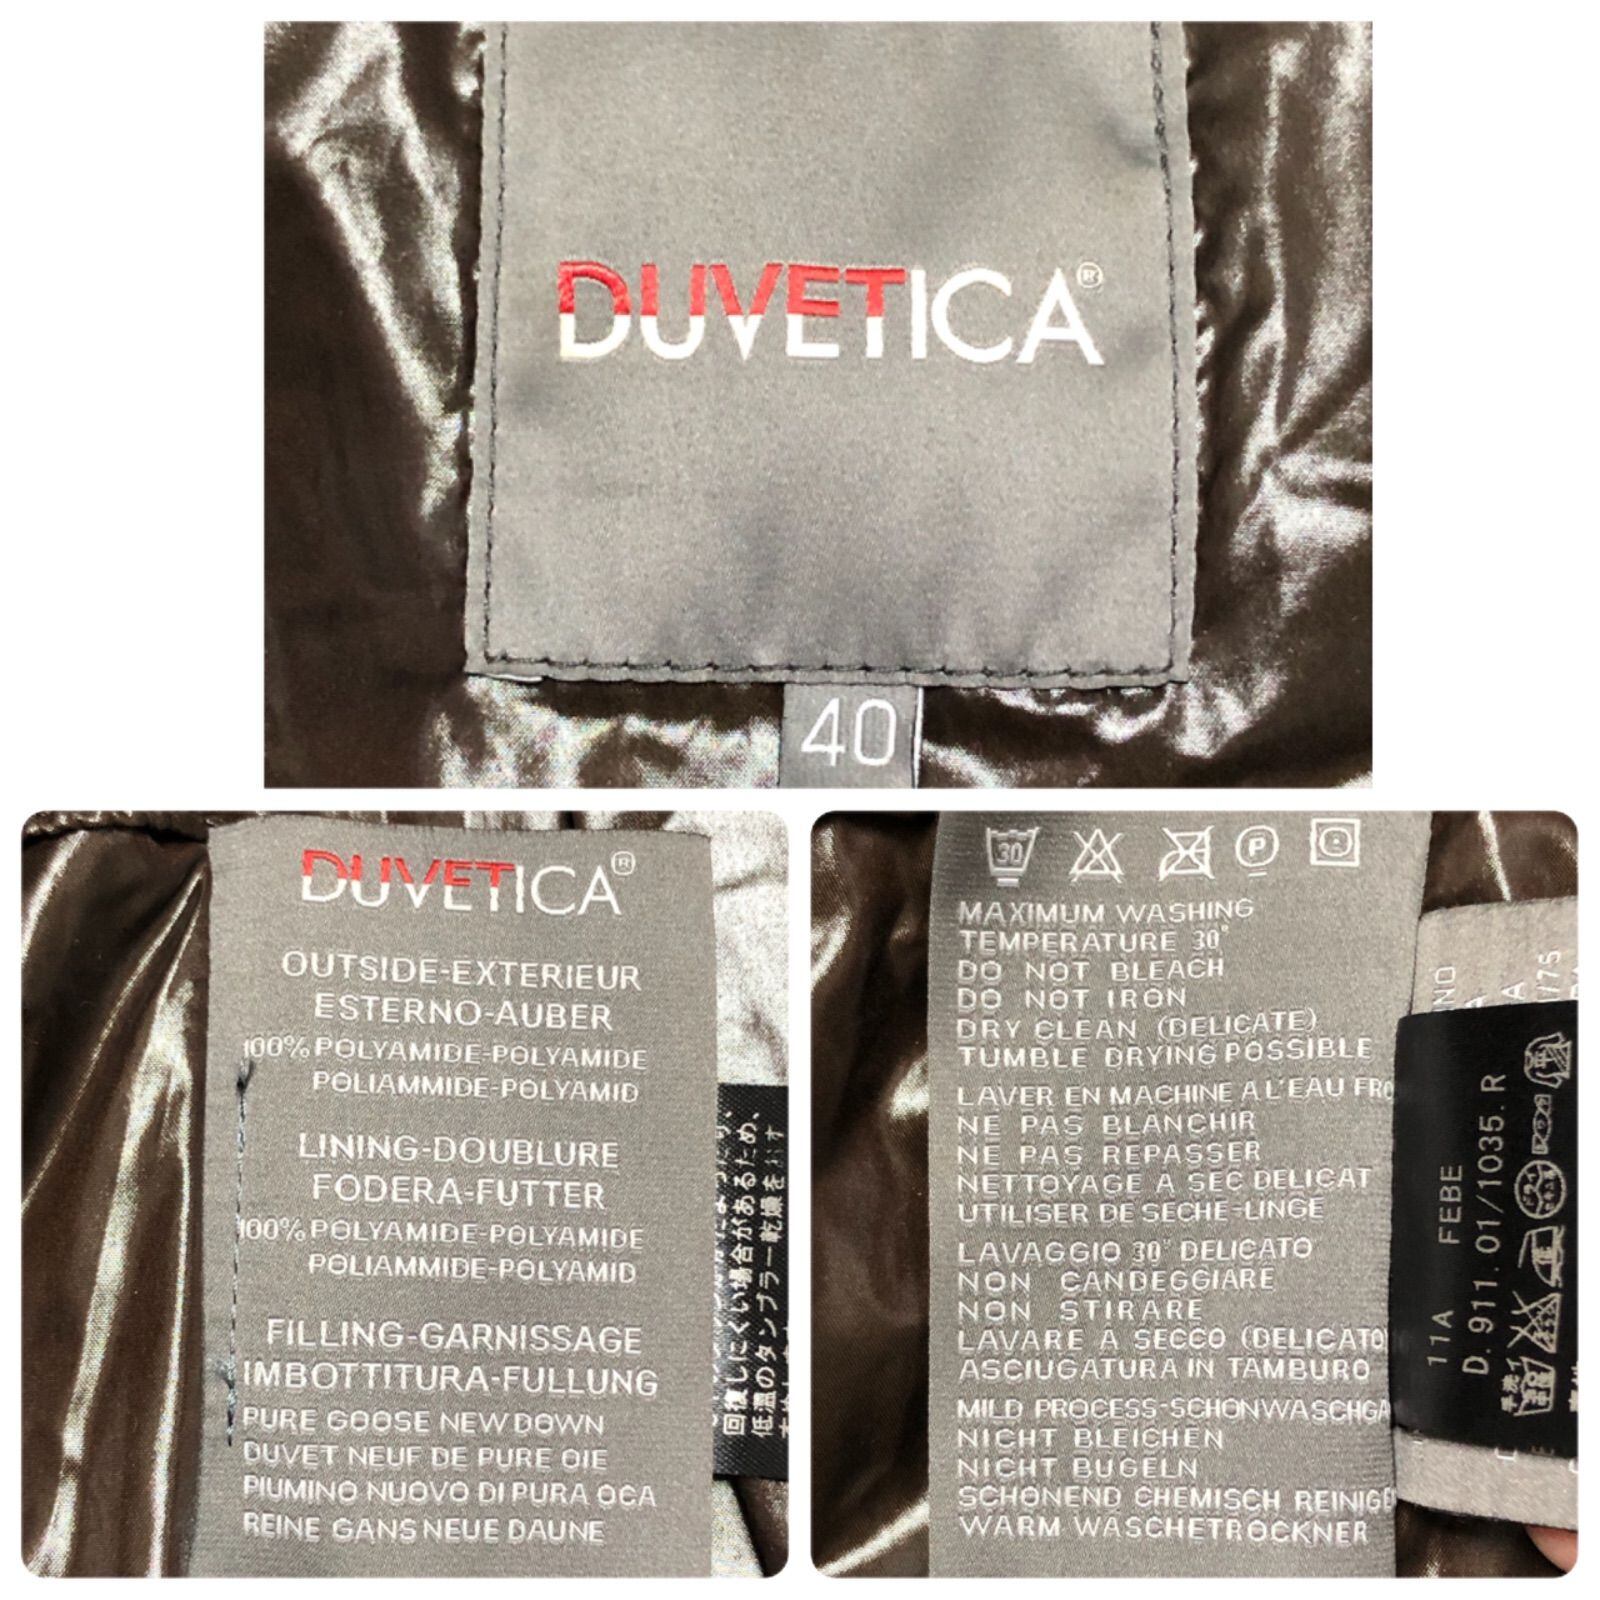 DUVETICA®
40
DUVETICA®
OUTSIDE-EXTERIEUR
ESTERNO-AUBER
100% POLYAMIDE-POLYAMIDE
POLIAMMIDE-POLYAMID
LINING-DOUBLURE
FODERA-FUTTER
100% POLYAMIDE-POLYAMIDE
POLIAMMIDE-POLYAMID
FILLING-GARNISSAGE
IMBOTTITURA-FULLUNG
PURE GOOSE NEW DOWN
DUVET NEUF DE PURE OIE
PIUMINO NUOVO DI PURA OCA
REINE GANS NEUE DAUNE
回復しにくい場合があるため、
低温のタンブラー乾燥をおす
30
P
MAXIMUM WASHING
TEMPERATURE 30°
DO NOT BLEACH
DO NOT IRON
DRY CLEAN (DELICATE)
TUMBLE DRYING POSSIBLE
LAVER EN MACHINE A L'EAU FRO
NE PAS BLANCHIR
NE PAS REPASSER
NETTOYAGE A SEC DELICAT
UTILISER DE SECHE-LINGE
LAVAGGIO 30° DELICATO
NON CANDEGGIARE
NON STIRARE
LAVARE A SECCO (DELICATO
ASCIUGATURA IN TAMBURO
MILD PROCESS-SCHONWASCHGA
NICHT BLEICHEN
NICHT BUGELN
SCHONEND CHEMISCH REINIGE
WARM WASCHETROCKNER
11A FEBE
D.911.01/1035.R